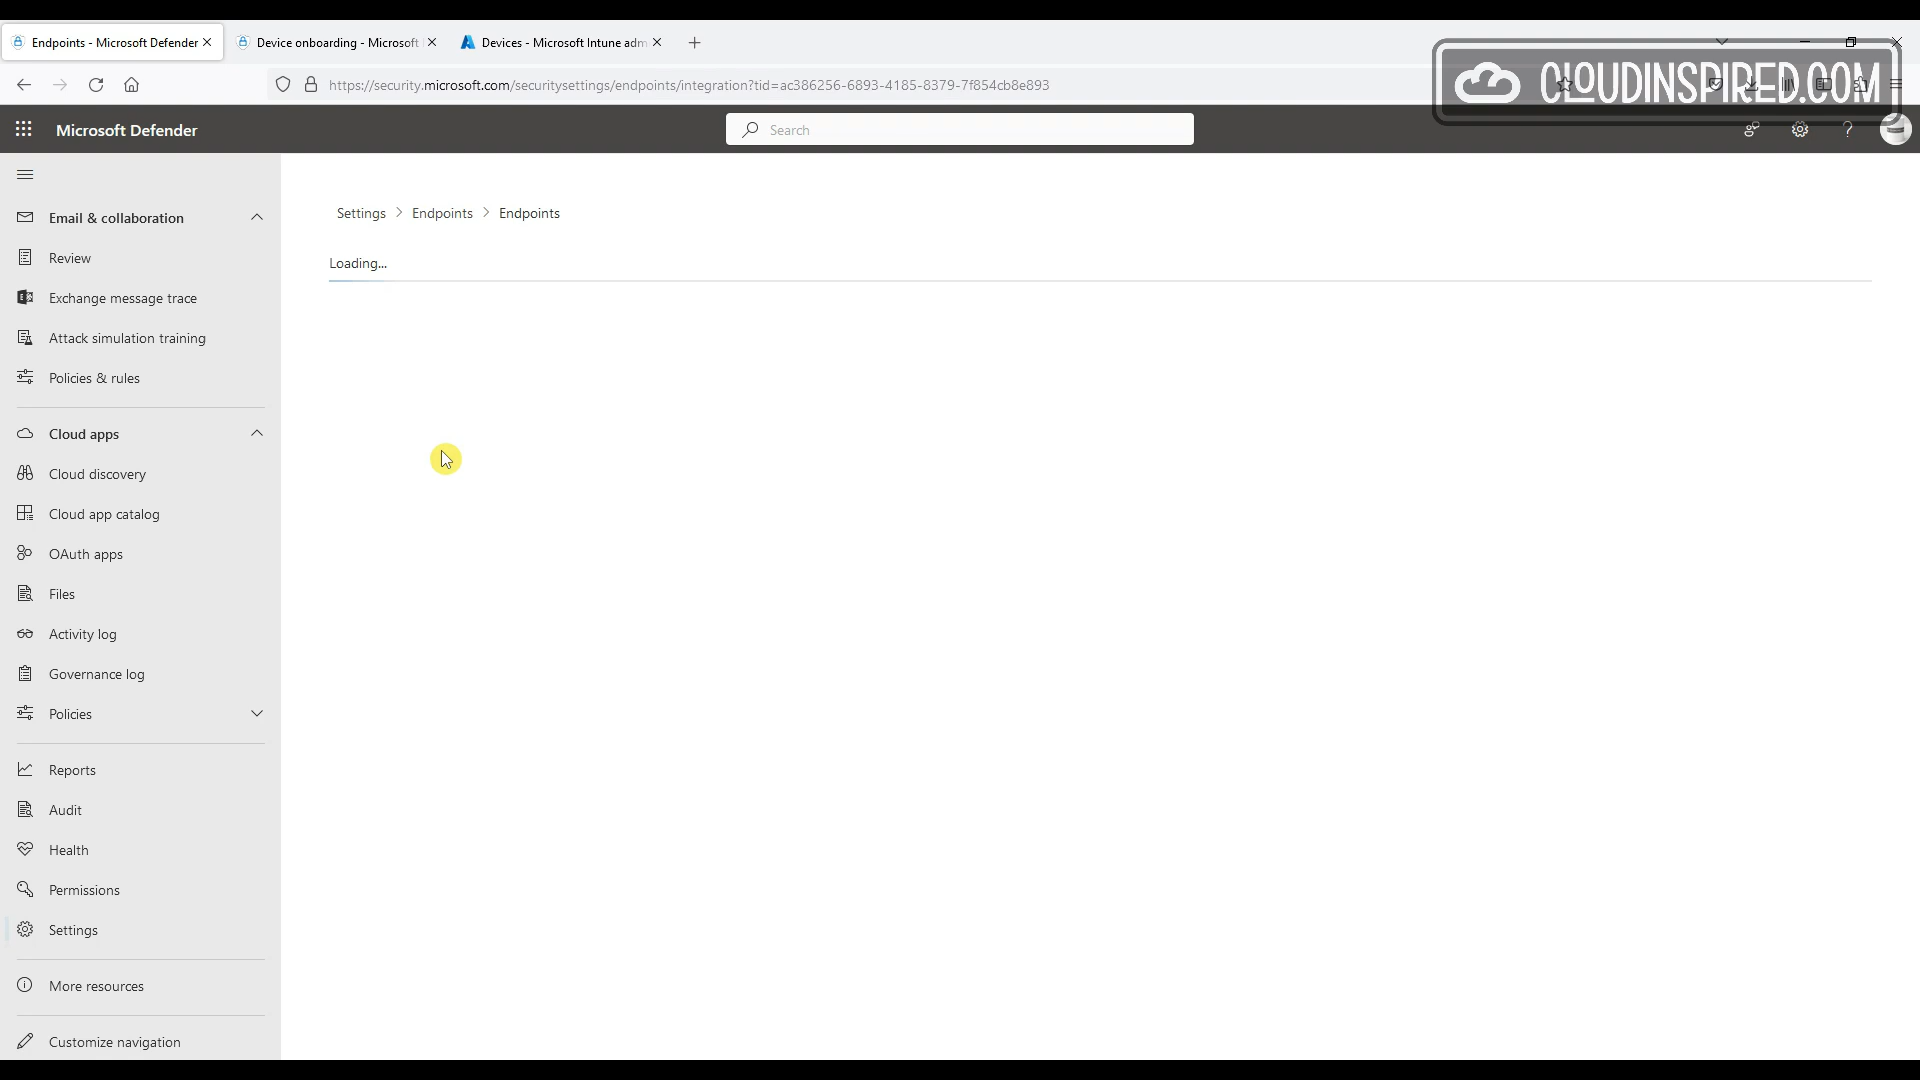 Endpoints - Microsoft Defender
Device onboarding - Microsoft
Devices - Microsoft Intune adm
https://security.microsoft.com/securitysettings/endpoints/integration?tid=ac386256-6893-4185-8379-7f854cb8e893
CLOUDINSPIRED.COM
Microsoft Defender
Search
Email & collaboration
Review
Exchange message trace
Attack simulation training
Policies & rules
Cloud apps
Cloud discovery
Cloud app catalog
OAuth apps
Files
Activity log
Governance log
Policies
Reports
Audit
Health
Permissions
Settings
More resources
Customize navigation
Settings > Endpoints > Endpoints
Loading...